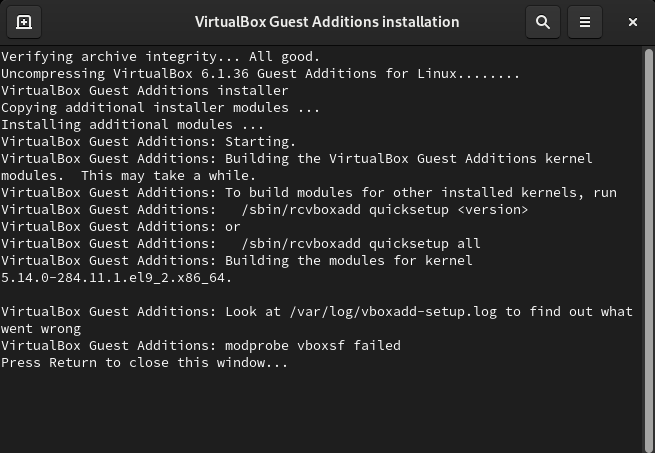 VirtualBox Guest Additions installation
Verifying archive integrity... All good.
Uncompressing VirtualBox 6.1.36 Guest Additions for Linux........
VirtualBox Guest Additions installer
Copying additional installer modules ...
Installing additional modules ...
VirtualBox Guest Additions: Starting.
VirtualBox Guest Additions: Building the VirtualBox Guest Additions kernel
modules.  This may take a while.
VirtualBox Guest Additions: To build modules for other installed kernels, run
VirtualBox Guest Additions:   /sbin/rcvboxadd quicksetup <version>
VirtualBox Guest Additions: or
VirtualBox Guest Additions:   /sbin/rcvboxadd quicksetup all
VirtualBox Guest Additions: Building the modules for kernel
5.14.0-284.11.1.el9_2.x86_64.
VirtualBox Guest Additions: Look at /var/log/vboxadd-setup.log to find out what
went wrong
VirtualBox Guest Additions: modprobe vboxsf failed
Press Return to close this window...